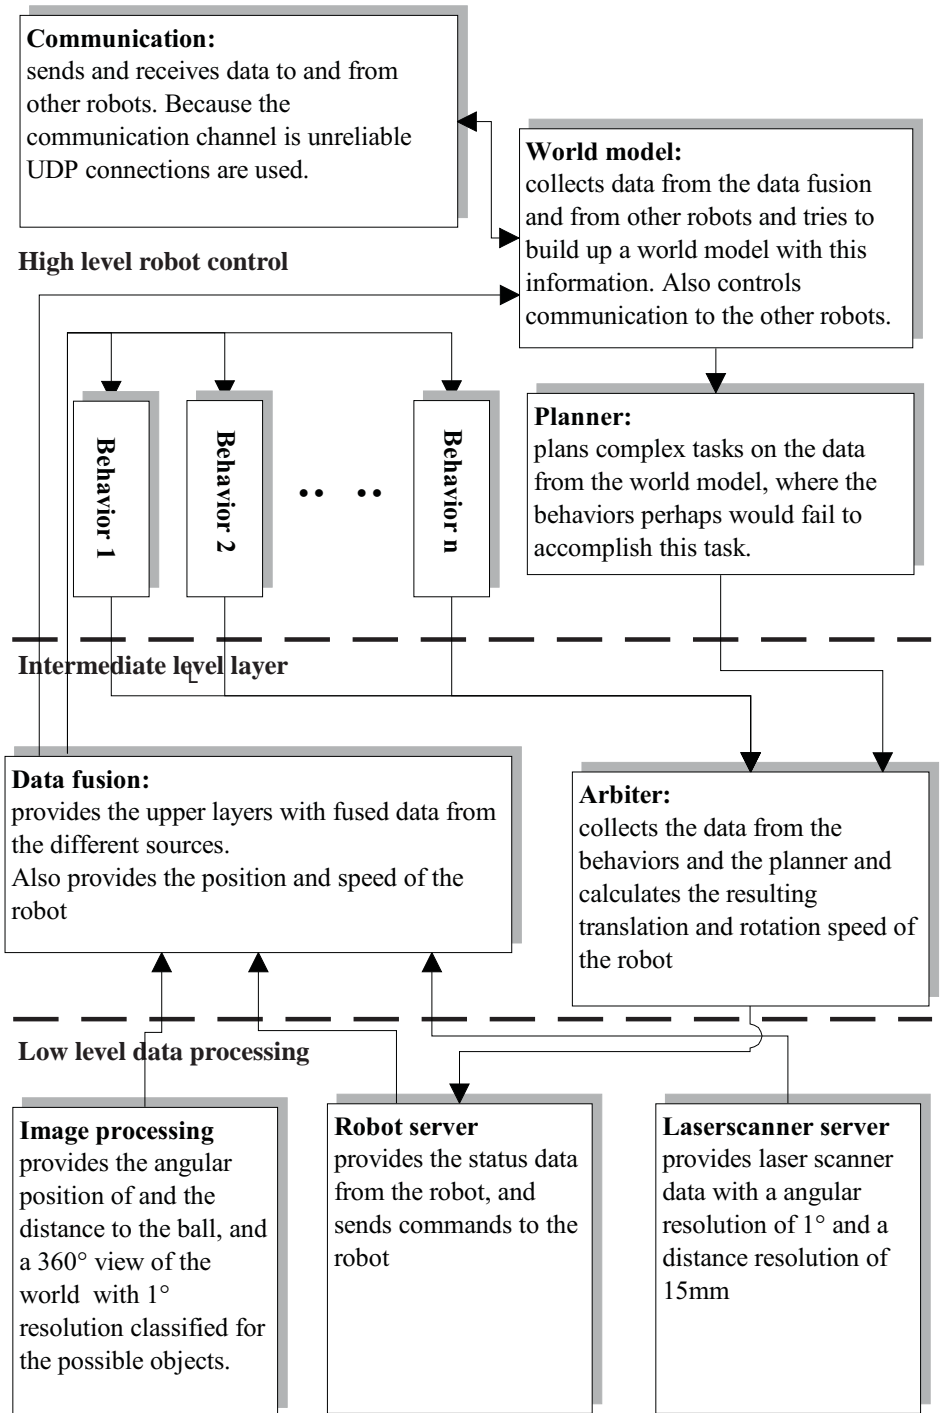 Communication:
sends and receives data to and from
other robots. Because the
communication channel is unreliable
UDP connections are used.
World model:
collects data from the data fusion
and from other robots and tries to
build up a world model with this
information. Also controls
communication to the other robots.
High level robot control
Behavior 1
Behavior 2
Behavior n
Planner:
plans complex tasks on the data
from the world model, where the
behaviors perhaps would fail to
accomplish this task.
Intermediate level layer
Data fusion:
provides the upper layers with fused data from
the different sources.
Also provides the position and speed of the
robot
Arbiter:
collects the data from the
behaviors and the planner and
calculates the resulting
translation and rotation speed of
the robot
Low level data processing
Image processing
provides the angular
position of and the
distance to the ball, and
a 360° view of the
world with 1°
resolution classified for
the possible objects.
Robot server
provides the status data
from the robot, and
sends commands to the
robot
Laserscanner server
provides laser scanner
data with a angular
resolution of 1° and a
distance resolution of
15mm